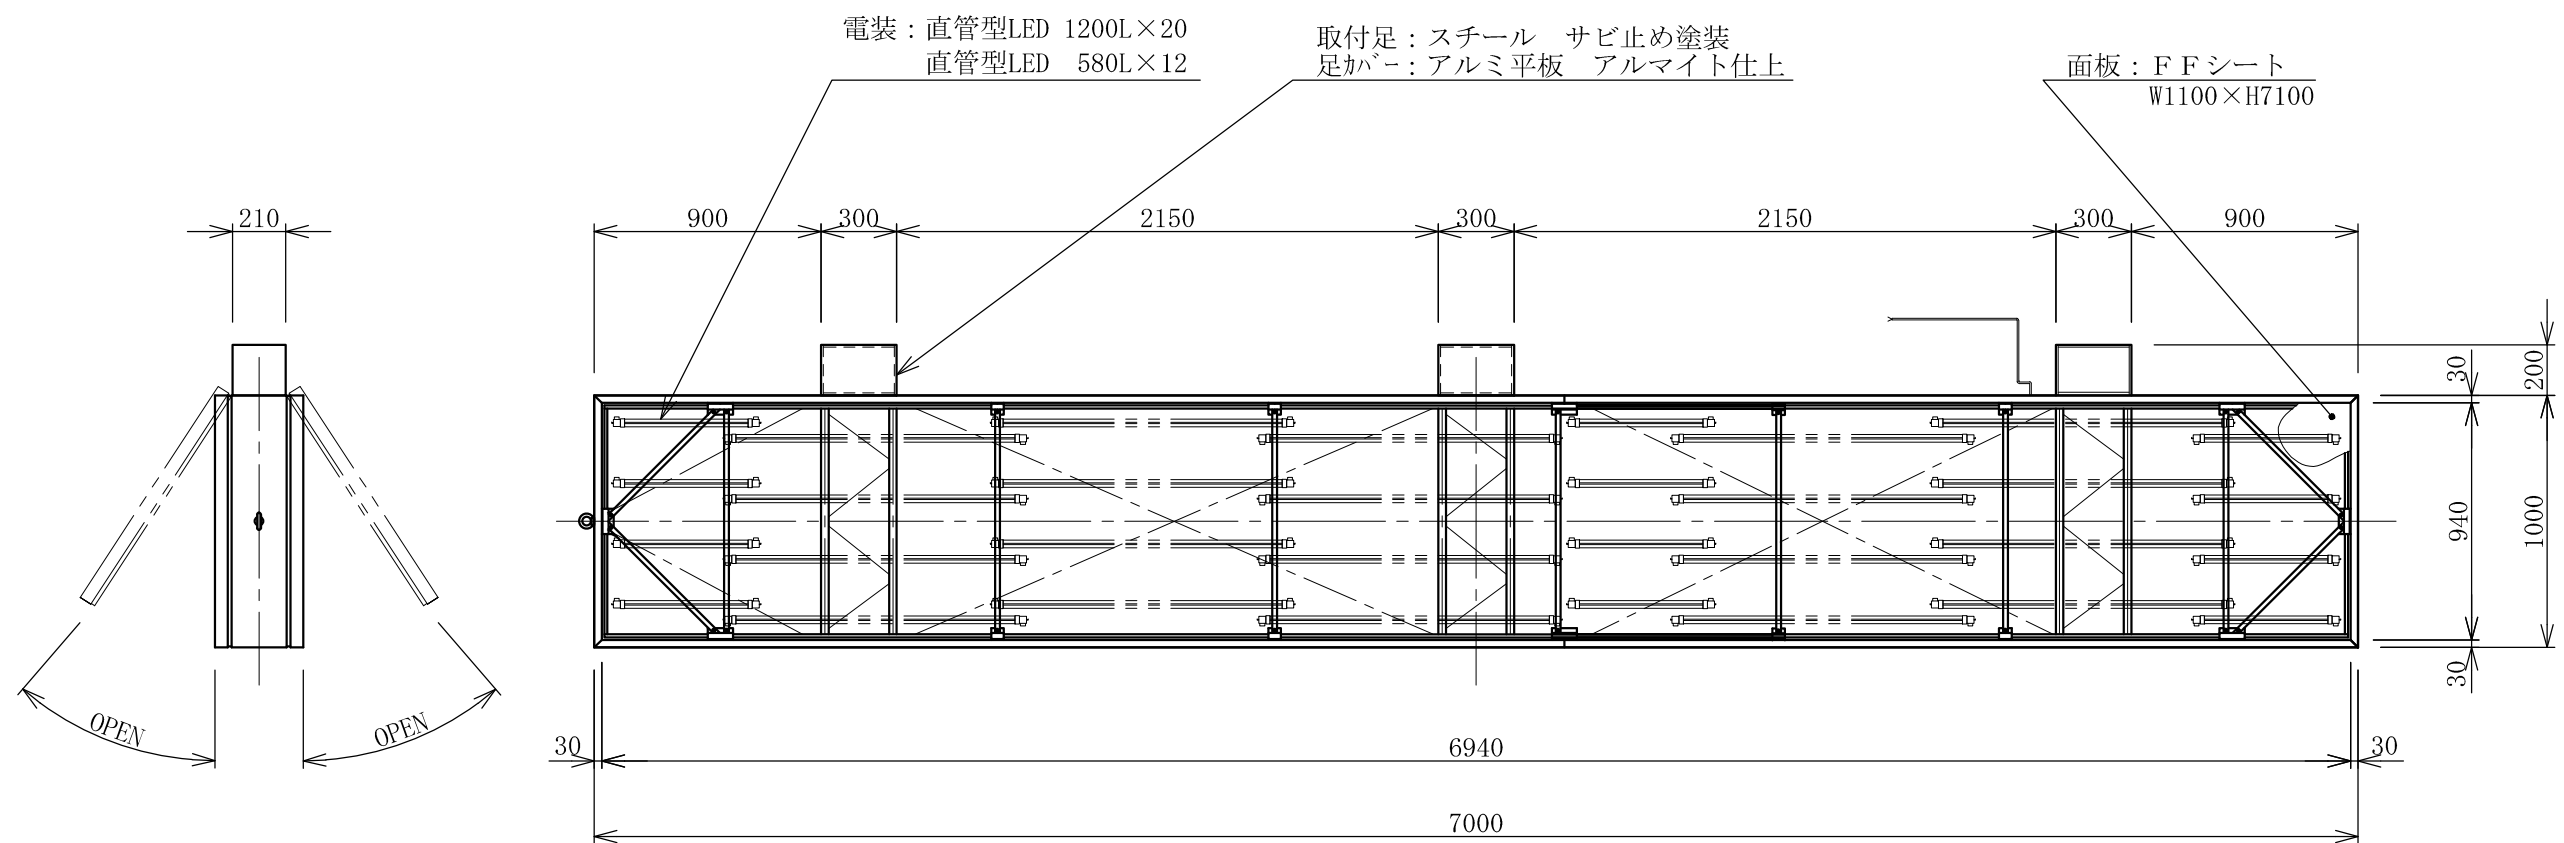 電装：直管型LED 1200L×20
直管型LED 580L×12
取付足：スチール　サビ止め塗装
足ｶﾊﾞｰ：アルミ平板　アルマイト仕上
面板：ＦＦシート
W1100×H7100
210
900
300
2150
300
2150
300
900
30
200
940
1000
30
OPEN
OPEN
30
6940
30
7000